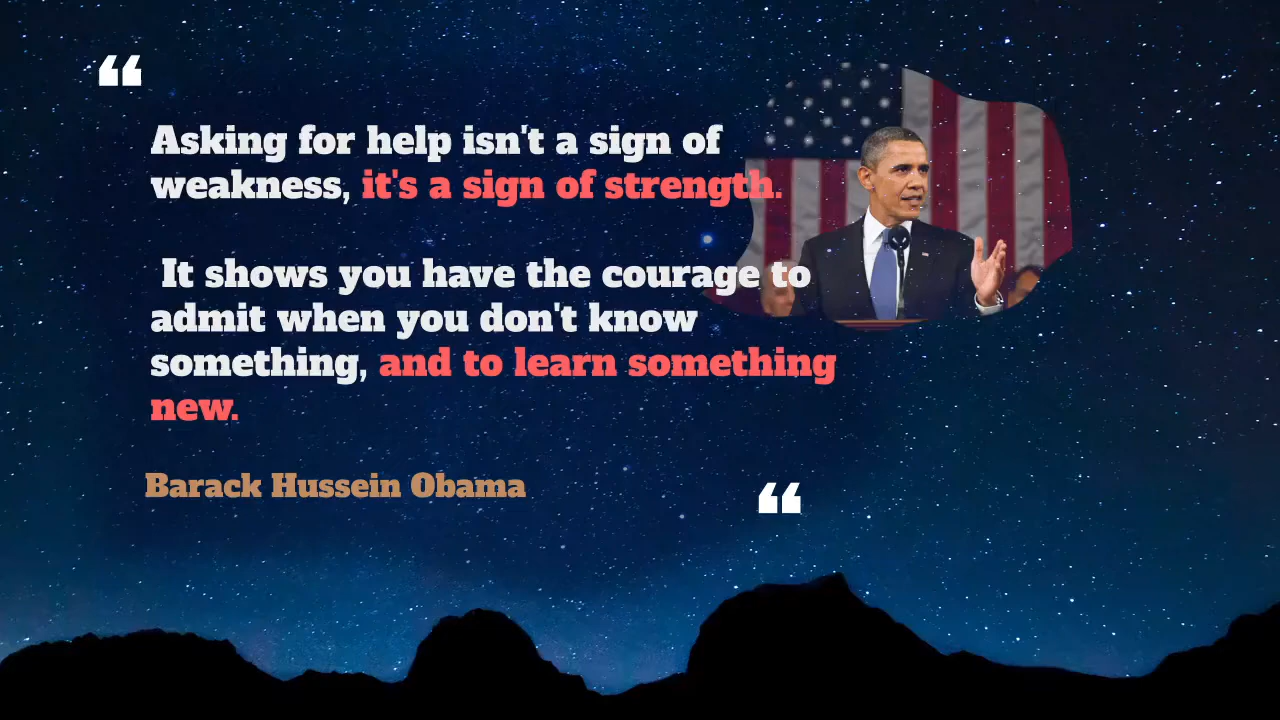 ❝
Asking for help isn't a sign of
weakness, it's a sign of strength.
It shows you have the courage to
admit when you don't know
something, and to learn something
new.
Barack Hussein Obama
❝